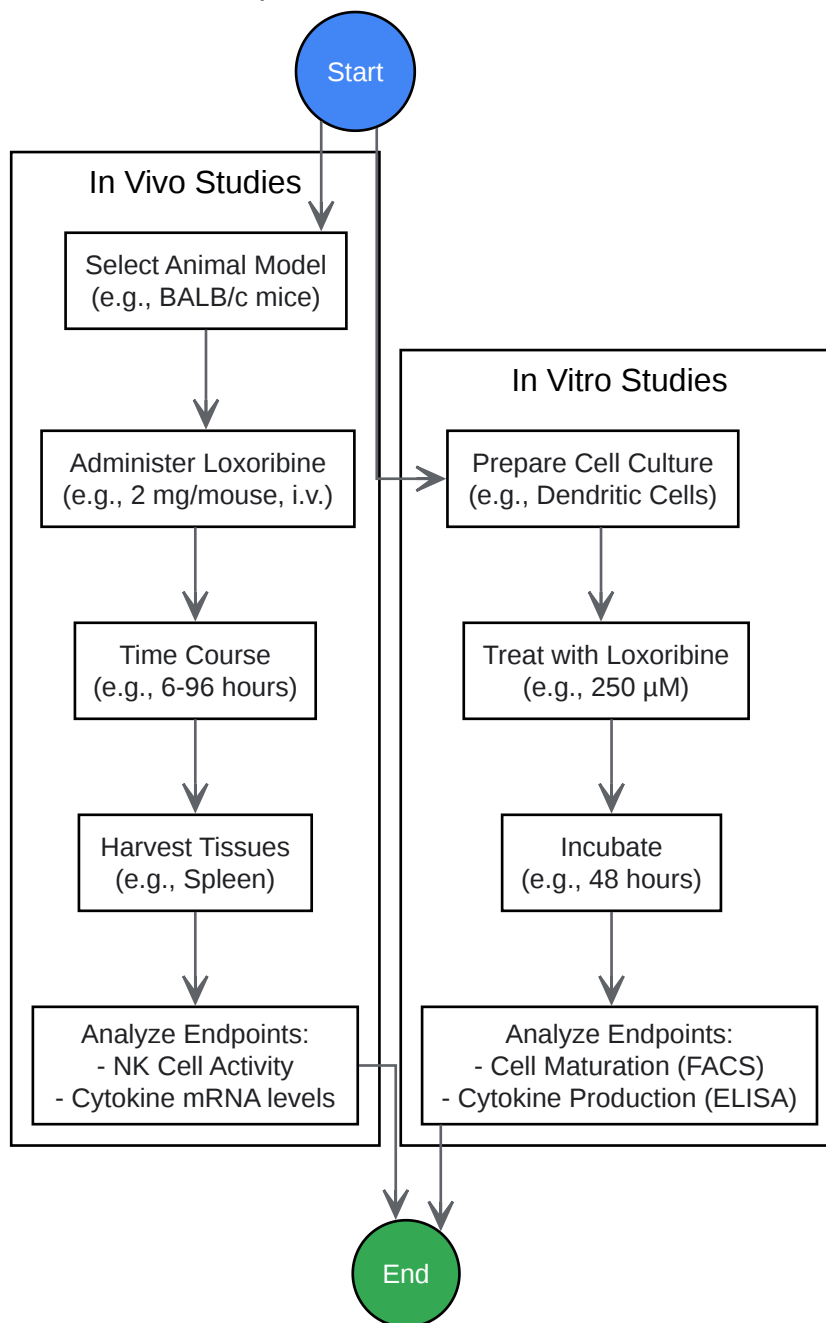 Start
In Vivo Studies
Select Animal Model
(e.g., BALB/c mice)
Administer Loxoribine
(e.g., 2 mg/mouse, i.v.)
Time Course
(e.g., 6-96 hours)
Harvest Tissues
(e.g., Spleen)
Analyze Endpoints:
- NK Cell Activity
- Cytokine mRNA levels
In Vitro Studies
Prepare Cell Culture
(e.g., Dendritic Cells)
Treat with Loxoribine
(e.g., 250 µM)
Incubate
(e.g., 48 hours)
Analyze Endpoints:
- Cell Maturation (FACS)
- Cytokine Production (ELISA)
End